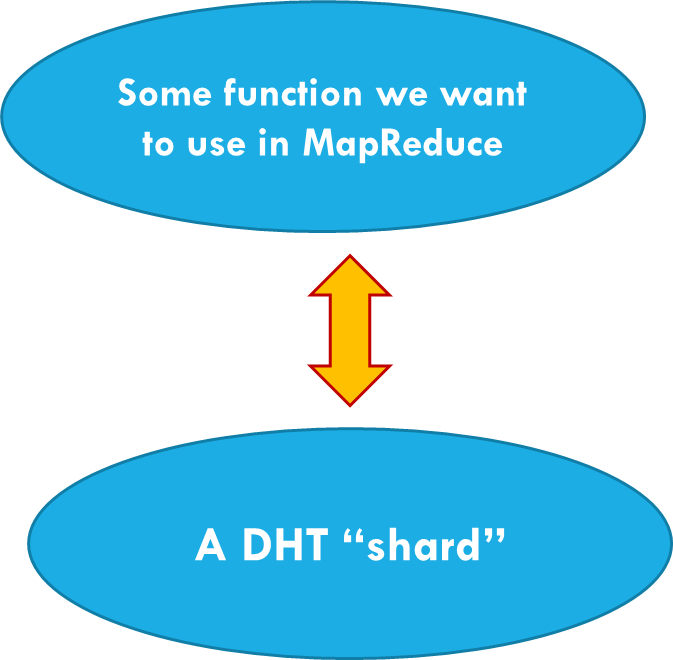 Some function we want
to use in MapReduce
A DHT “shard”